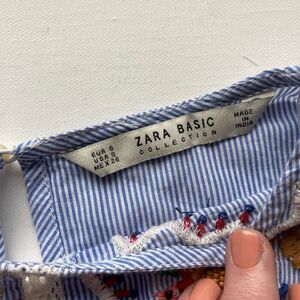 EUR S
USA S
MEX 26
ZARA BASIC
COLLECTION
MADE
IN
INDIA